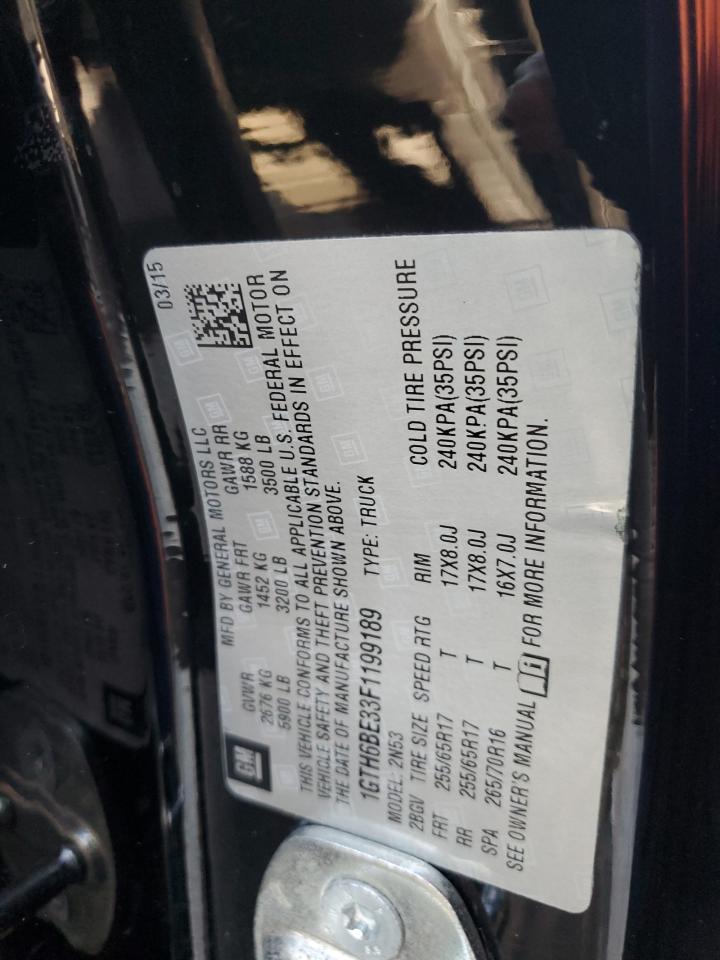 03/15
MFD BY GENERAL MOTORS LLC
GM
GVWR GAWR FRT GAWR RR
2676 KG 1452 KG 1588 KG
5900 LB 3200 LB 3500 LB
THIS VEHICLE CONFORMS TO ALL APPLICABLE U.S. FEDERAL MOTOR
VEHICLE SAFETY AND THEFT PREVENTION STANDARDS IN EFFECT ON
THE DATE OF MANUFACTURE SHOWN ABOVE.
1GTH6BE33F1199189 TYPE: TRUCK
MODEL: 2N53
2BGV TIRE SIZE SPEED RTG RIM COLD TIRE PRESSURE
FRT 255/65R17 T 17X8.0J 240KPA(35PSI)
RR 255/65R17 T 17X8.0J 240KPA(35PSI)
SPA 265/70R16 T 16X7.0J 240KPA(35PSI)
SEE OWNER'S MANUAL FOR MORE INFORMATION.